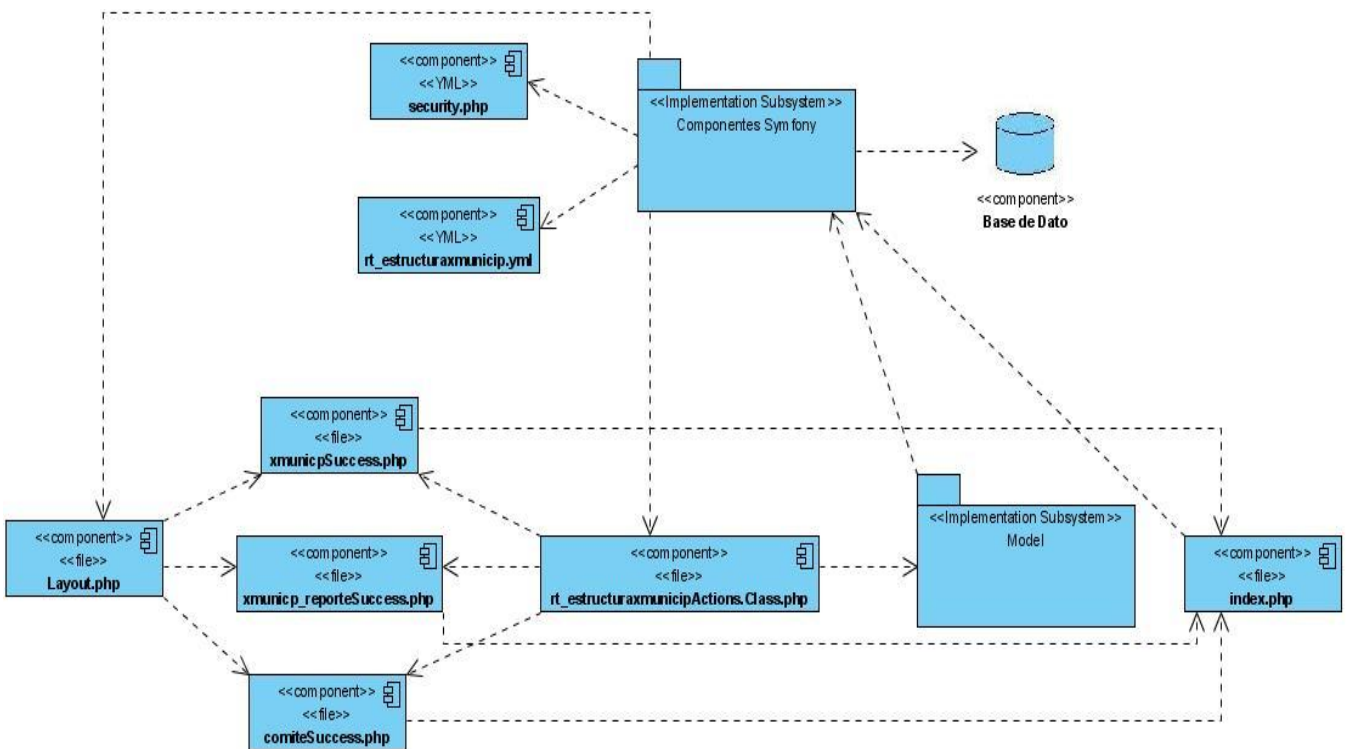 <<component>>
<<YML>>
security.php
<<Implementation Subsystem>>
Componentes Symfony
<<component>>
Base de Dato
<<component>>
<<YML>>
rt_estructuraxmunicip.yml
<<component>>
<<file>>
xmunicpSuccess.php
<<component>>
<<file>>
Layout.php
<<component>>
<<file>>
xmunicp_reporteSuccess.php
<<component>>
<<file>>
rt_estructuraxmunicipActions.Class.php
<<Implementation Subsystem>>
Model
<<component>>
<<file>>
index.php
<<component>>
<<file>>
comiteSuccess.php